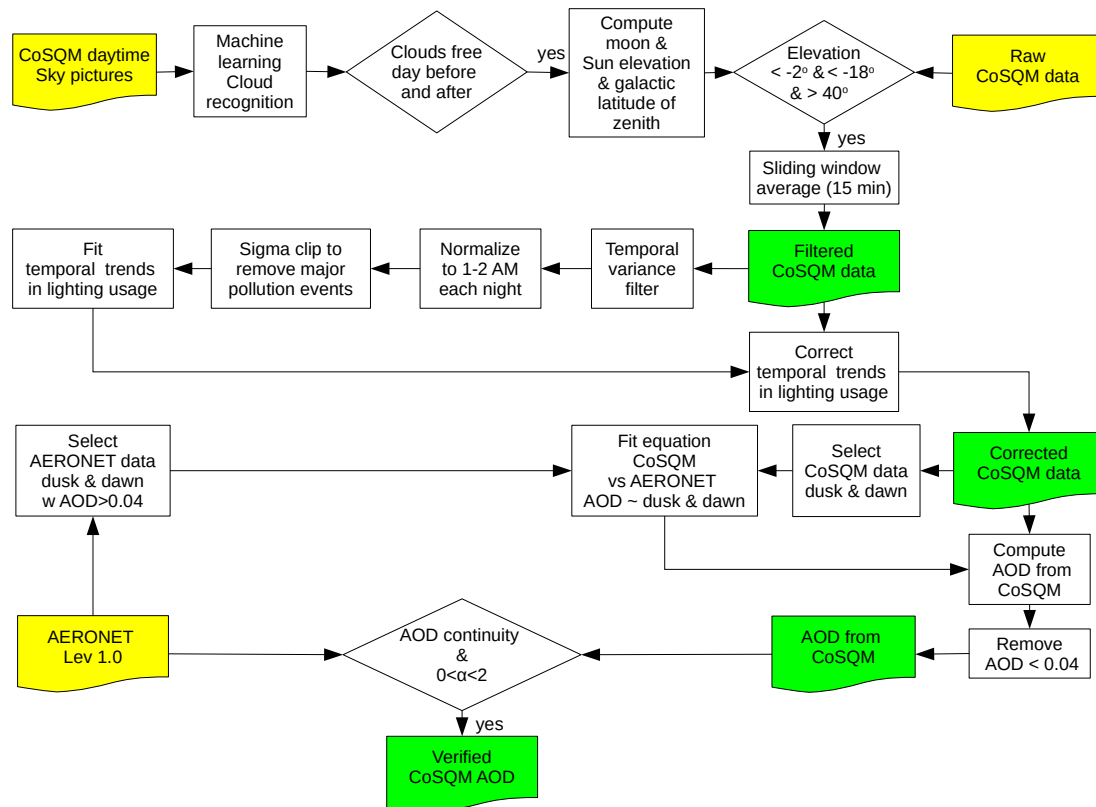 CoSQM daytime
Sky pictures
Machine
learning
Cloud
recognition
Clouds free
day before
and after
yes
Compute
moon &
Sun elevation
& galactic
latitude of
zenith
Elevation
< -2º & < -18º
& > 40º
Raw
CoSQM data
yes
Sliding window
average (15 min)
Fit
temporal trends
in lighting usage
Sigma clip to
remove major
pollution events
Normalize
to 1-2 AM
each night
Temporal
variance
filter
Filtered
CoSQM data
Correct
temporal trends
in lighting usage
Select
AERONET data
dusk & dawn
w AOD>0.04
Fit equation
CoSQM
vs AERONET
AOD ~ dusk & dawn
Select
CoSQM data
dusk & dawn
Corrected
CoSQM data
Compute
AOD from
CoSQM
AERONET
Lev 1.0
AOD continuity
&
0<α<2
AOD from
CoSQM
Remove
AOD < 0.04
yes
Verified
CoSQM AOD